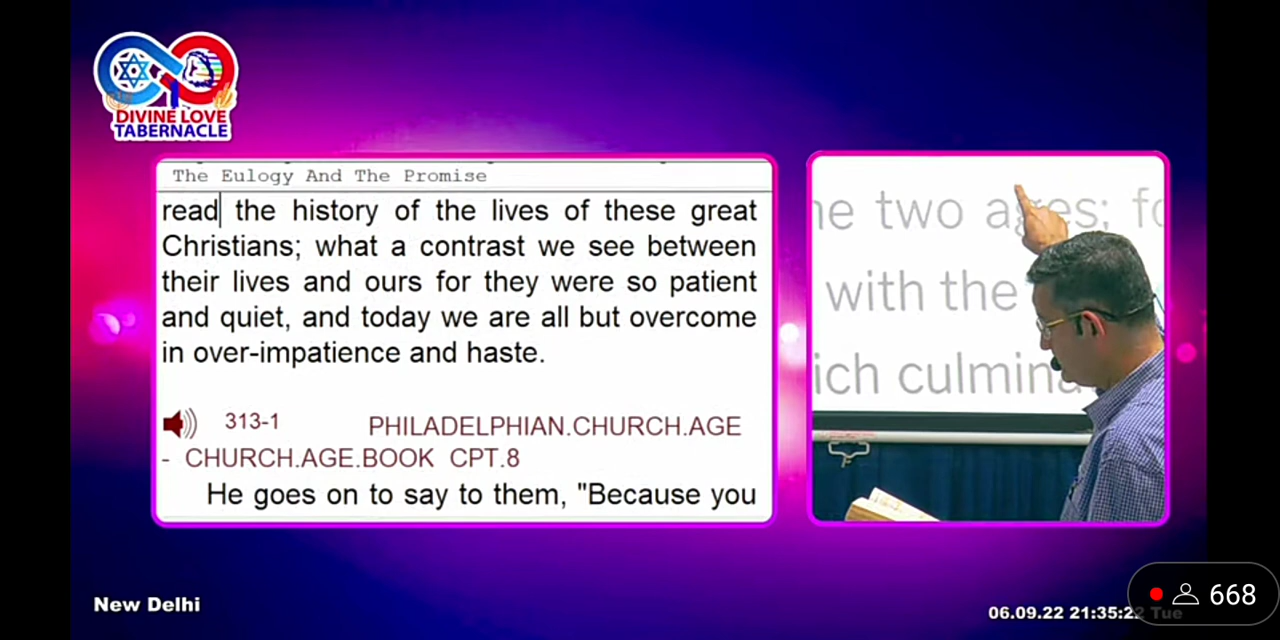 DIVINE LOVE
TABERNACLE
The Eulogy And The Promise
read the history of the lives of these great
Christians; what a contrast we see between
their lives and ours for they were so patient
and quiet, and today we are all but overcome
in over-impatience and haste.
313-1 PHILADELPHIAN.CHURCH.AGE
- CHURCH.AGE.BOOK CPT.8
He goes on to say to them, "Because you
he two ages; fo
with the
ich culmina
New Delhi
668
06.09.22 21:35:22 Tue